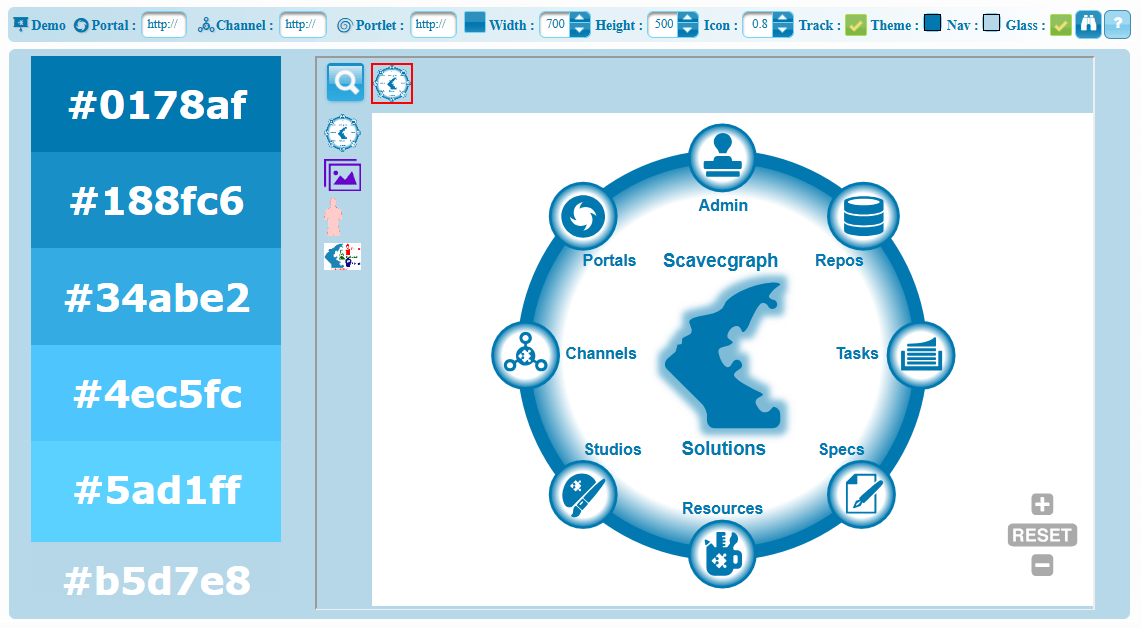 Demo Portal : http:// Channel : http:// Portlet : http:// Width : 700 Height : 500 Icon : 0.8 Track : Theme : Nav : Glass : ?
#0178af
#188fc6
#34abe2
#4ec5fc
#5ad1ff
#b5d7e8
Admin
Portals
Scavecgraph
Repos
Channels
Tasks
Studios
Solutions
Specs
Resources
+
RESET
−